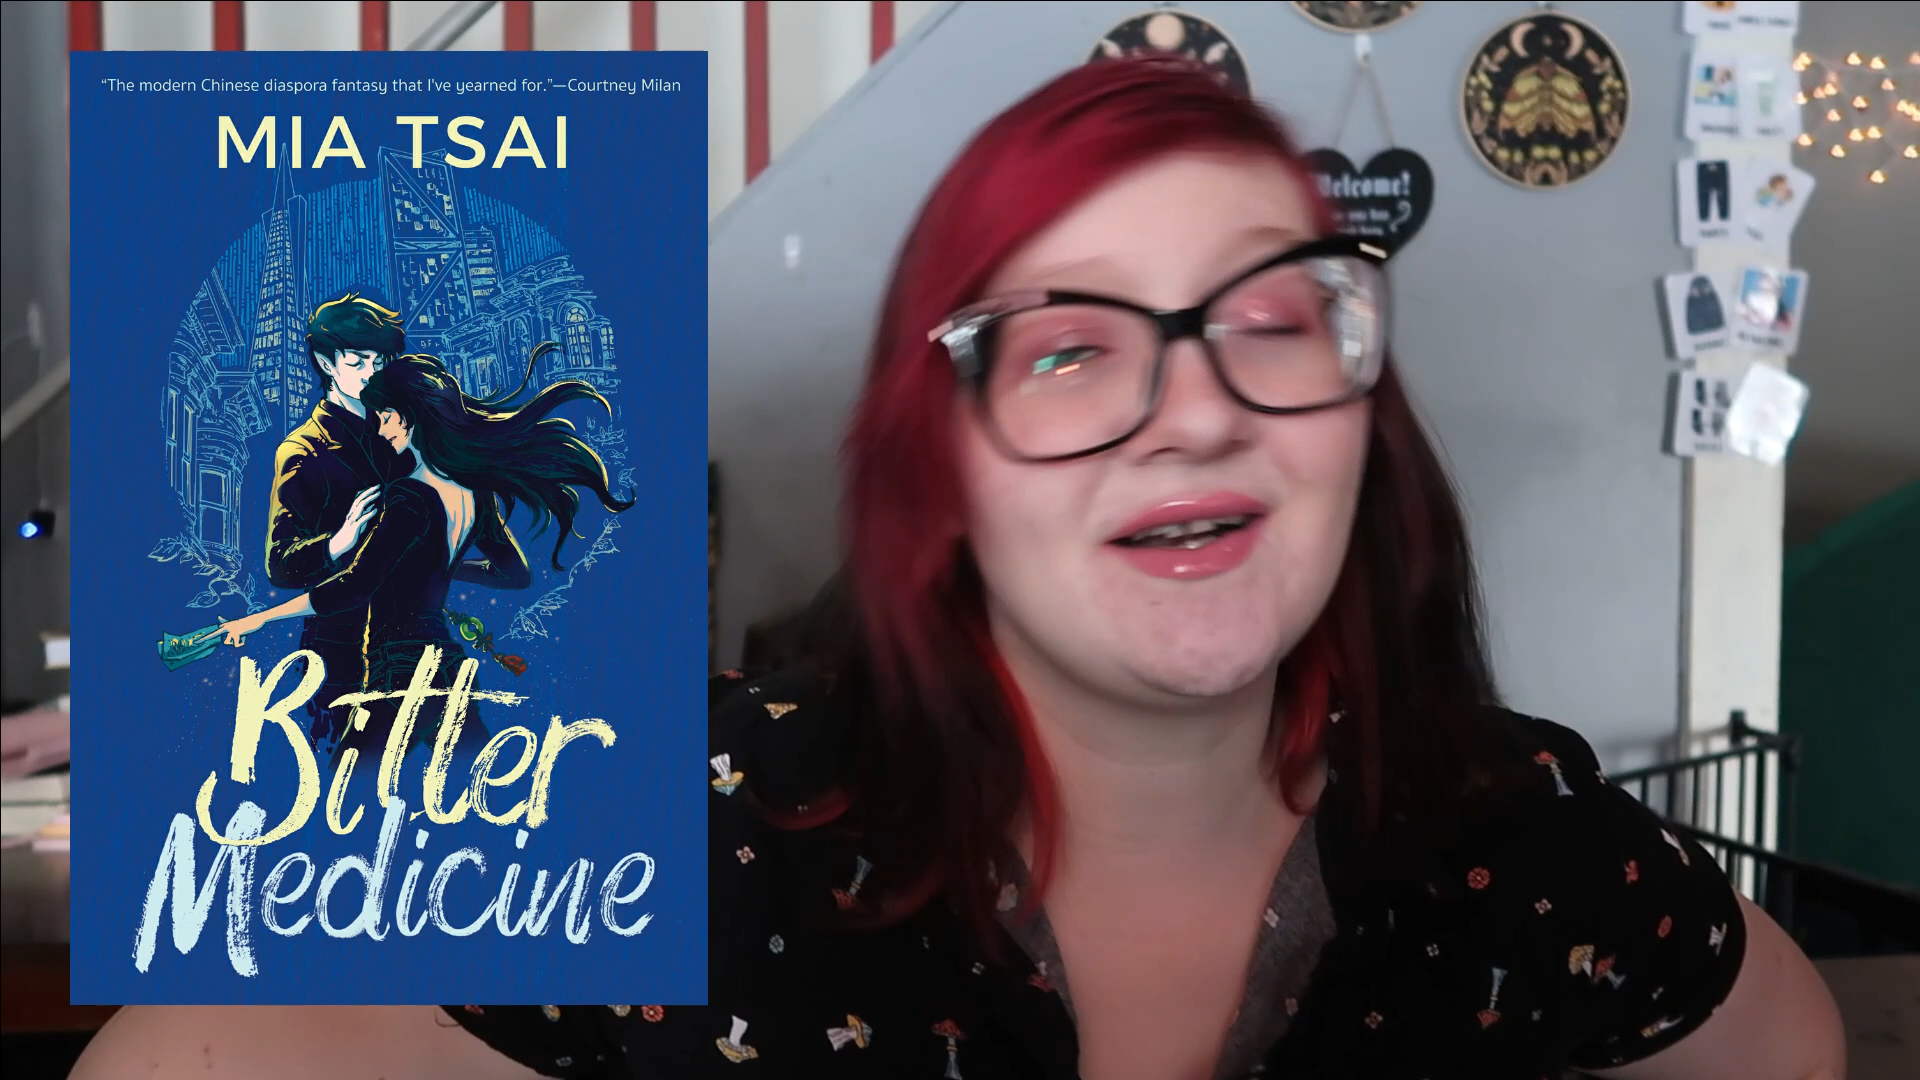 “The modern Chinese diaspora fantasy that I've yearned for.”—Courtney Milan
MIA TSAI
Bitter
Medicine
Welcome!